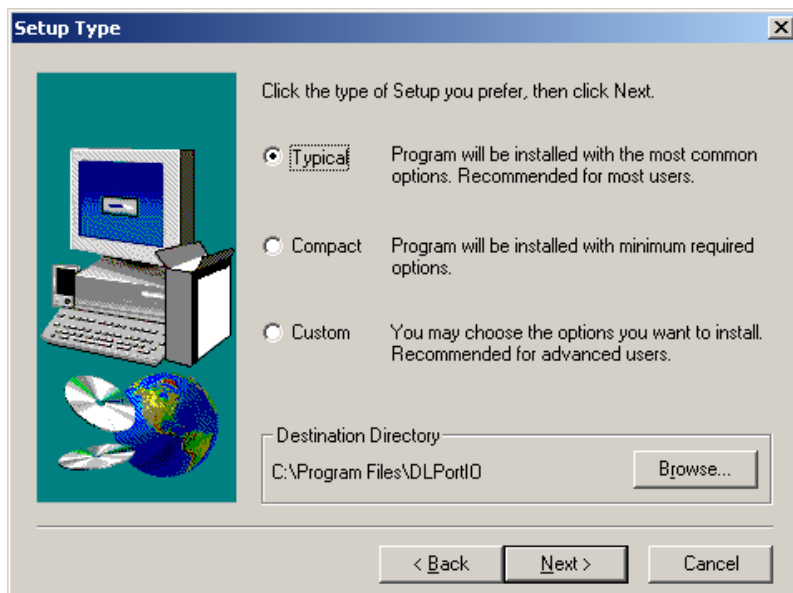 Setup Type
Click the type of Setup you prefer, then click Next.
Typical
Program will be installed with the most common
options. Recommended for most users.
Compact
Program will be installed with minimum required
options.
Custom
You may choose the options you want to install.
Recommended for advanced users.
Destination Directory
C:\Program Files\DLPortIO
Browse...
< Back
Next >
Cancel